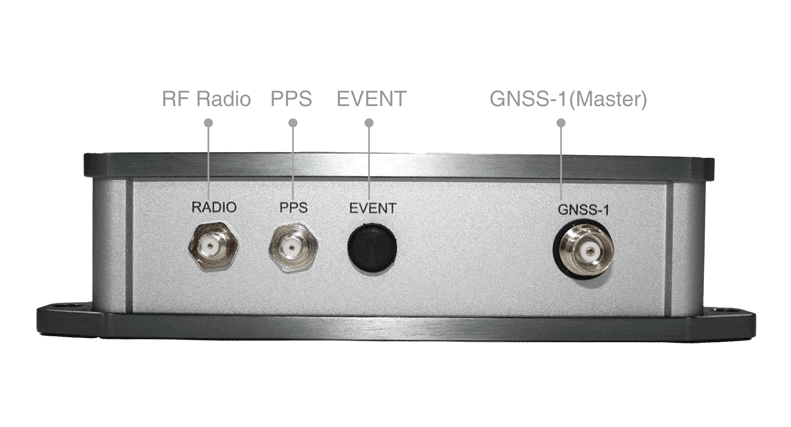 RF Radio PPS EVENT GNSS-1(Master)
RADIO PPS EVENT GNSS-1